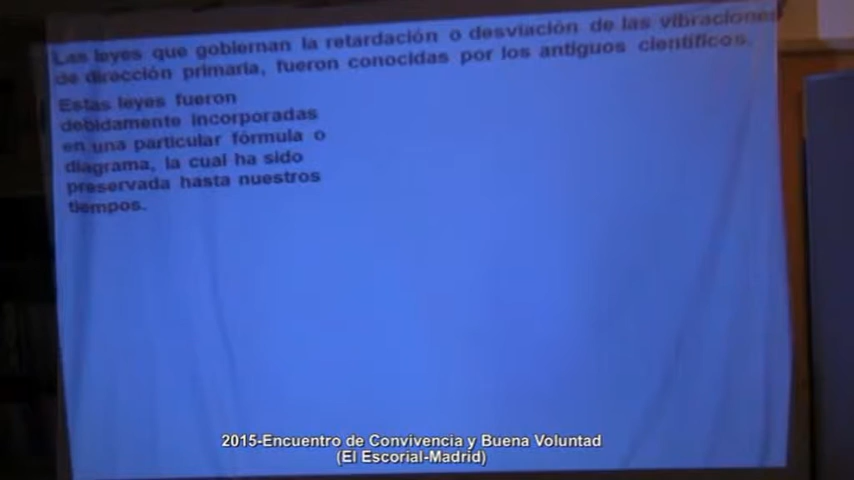 Las leyes que gobiernan la retardación o desviación de las vibraciones
de dirección primaria, fueron conocidas por los antiguos científicos.
Estas leyes fueron
debidamente incorporadas
en una particular fórmula o
diagrama, la cual ha sido
preservada hasta nuestros
tiempos.
2015-Encuentro de Convivencia y Buena Voluntad
(El Escorial-Madrid)